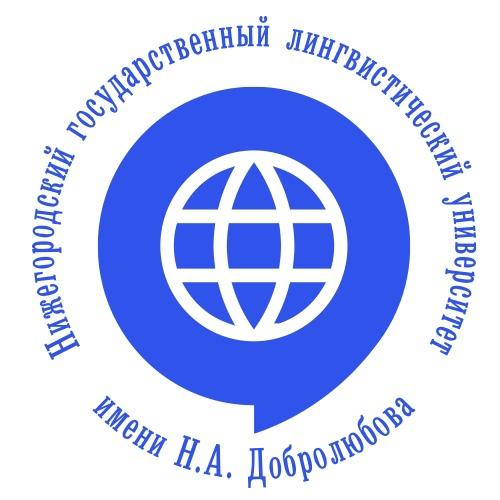 Нижегородский государственный лингвистический университет
имени Н.А. Добролюбова